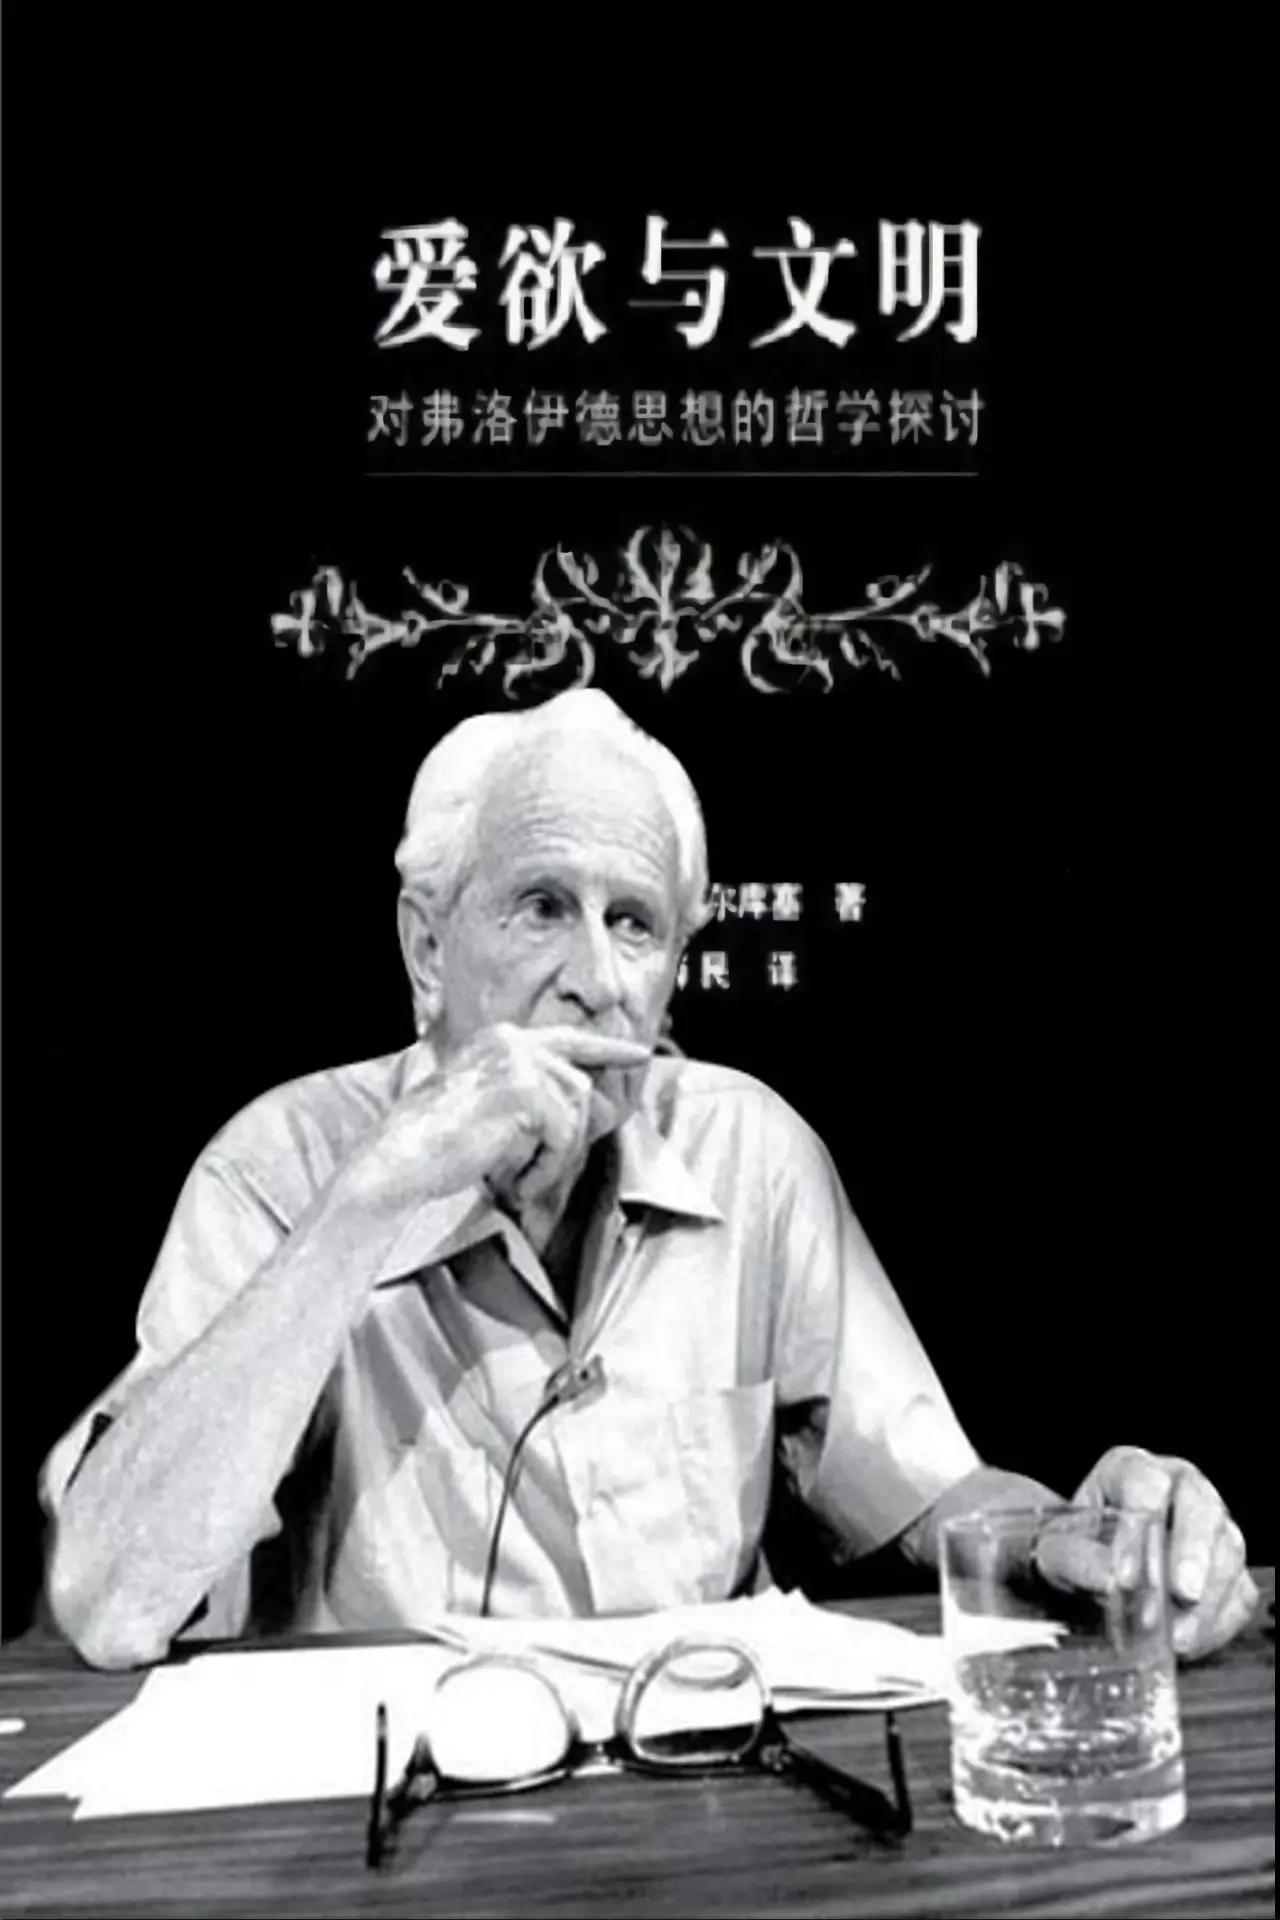 爱欲与文明
对弗洛伊德思想的哲学探讨
尔库塞 著
民 译